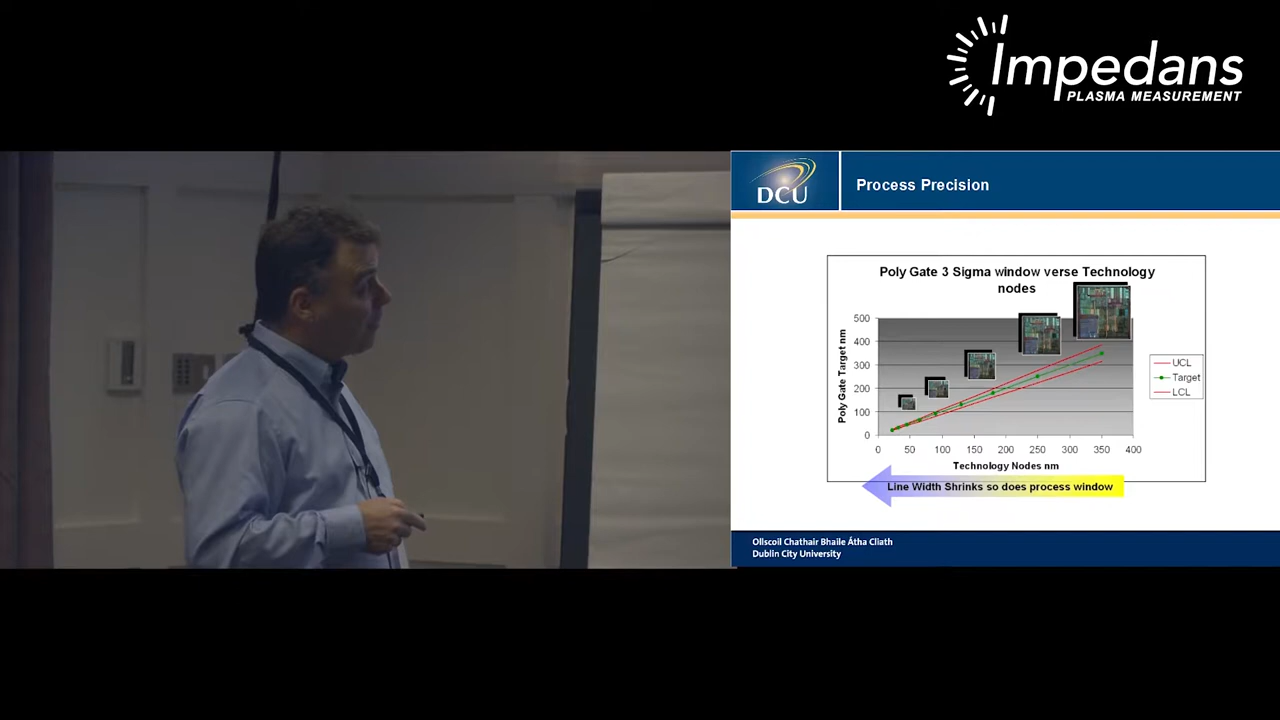 Impedans
PLASMA MEASUREMENT
DCU
Process Precision
Poly Gate 3 Sigma window verse Technology
nodes
Poly Gate Target nm
500
400
300
200
100
0
0 50 100 150 200 250 300 350 400
Technology Nodes nm
UCL
Target
LCL
Line Width Shrinks so does process window
Ollscoil Chathair Bhaile Átha Cliath
Dublin City University